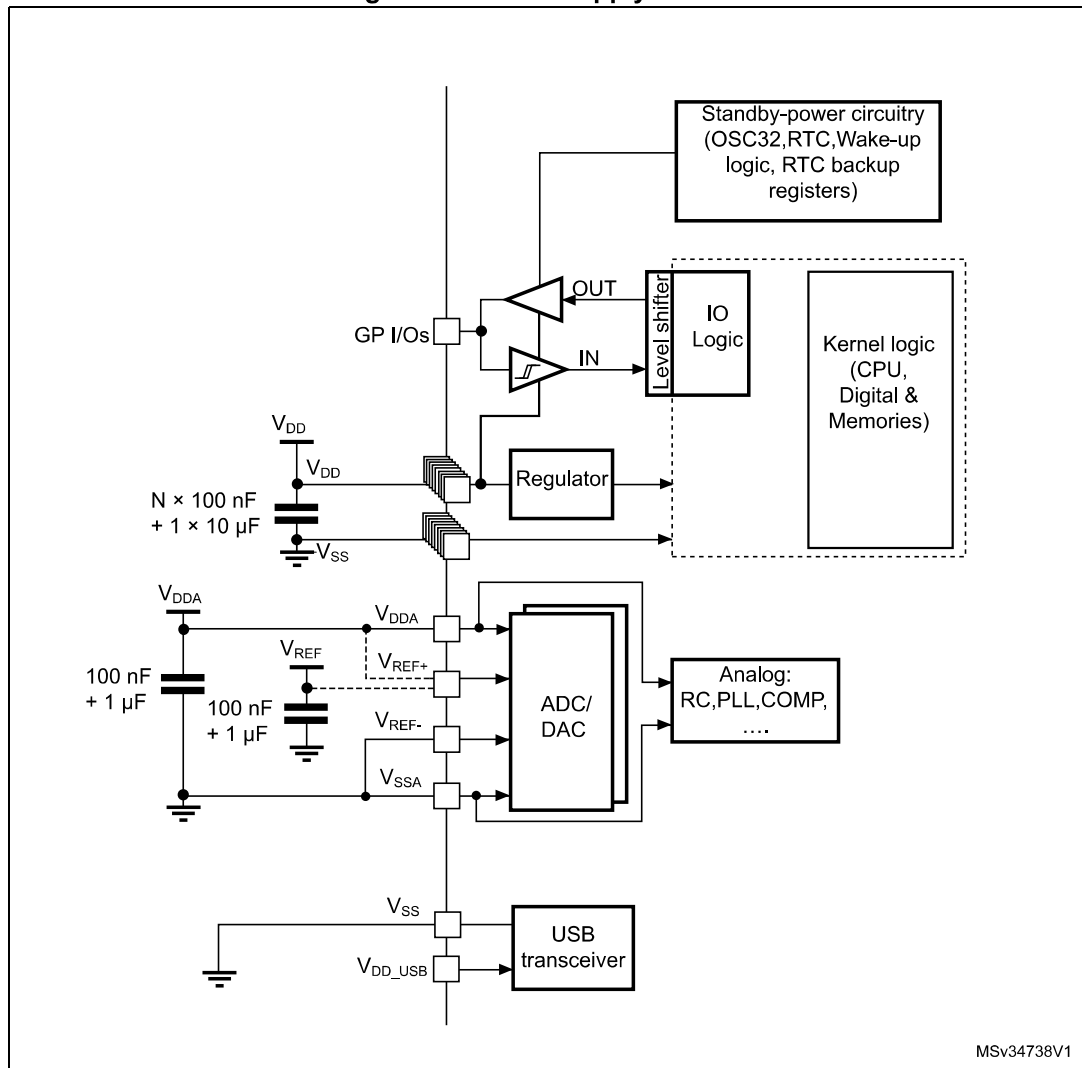 Standby-power circuitry
(OSC32,RTC,Wake-up
logic, RTC backup
registers)
OUT
Level shifter
IO
Logic
GP I/Os
IN
Kernel logic
(CPU,
Digital &
Memories)
VDD
VDD
Regulator
N × 100 nF
+ 1 × 10 µF
VSS
VDDA
VDDA
VREF
VREF+
100 nF
+ 1 µF
100 nF
+ 1 µF
ADC/
DAC
Analog:
RC,PLL,COMP,
....
VREF-
VSSA
VSS
USB
transceiver
VDD_USB
MSv34738V1